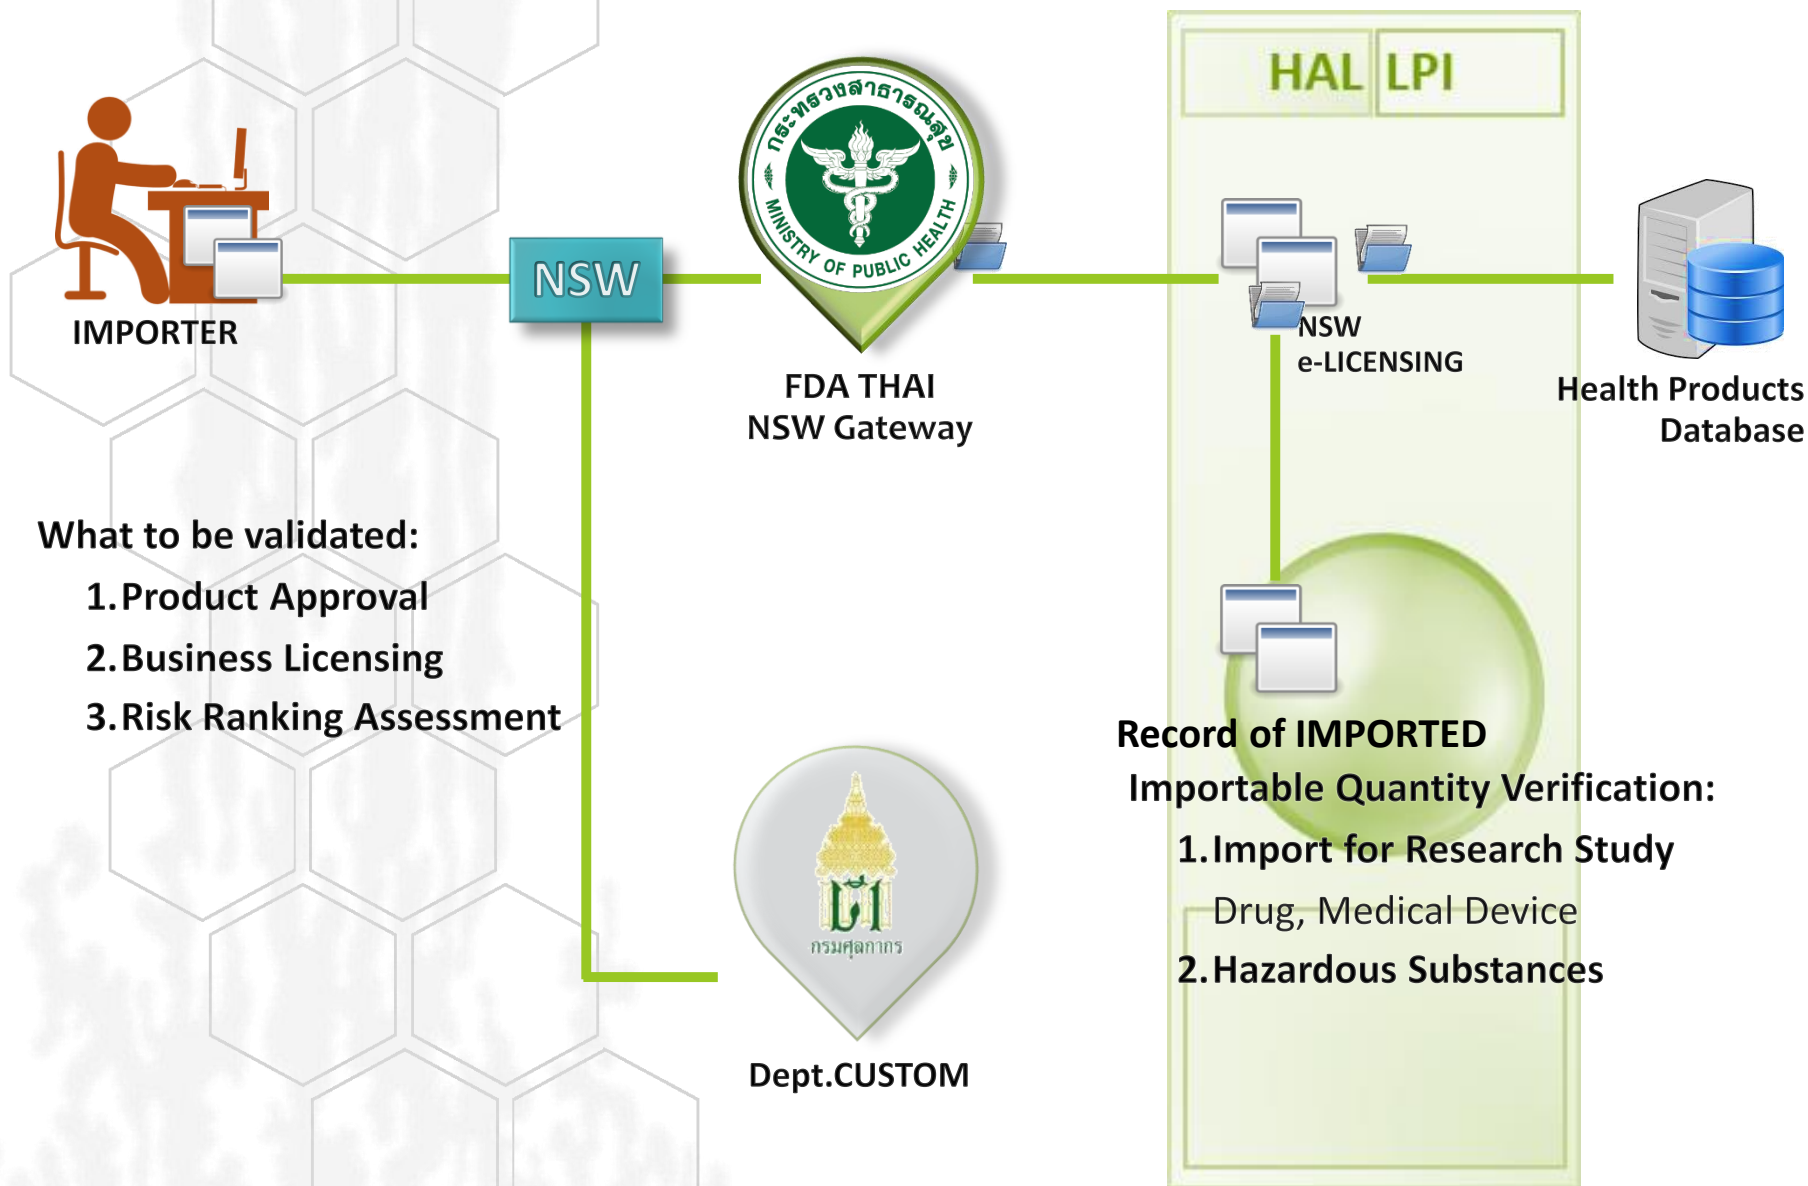 HAL LPI
กระทรวงสาธารณสุข
MINISTRY OF PUBLIC HEALTH
NSW
IMPORTER
NSW
e-LICENSING
FDA THAI
NSW Gateway
Health Products
Database
What to be validated:
1.Product Approval
2.Business Licensing
3.Risk Ranking Assessment
Record of IMPORTED
Importable Quantity Verification:
1.Import for Research Study
Drug, Medical Device
2.Hazardous Substances
กรมศุลกากร
Dept.CUSTOM